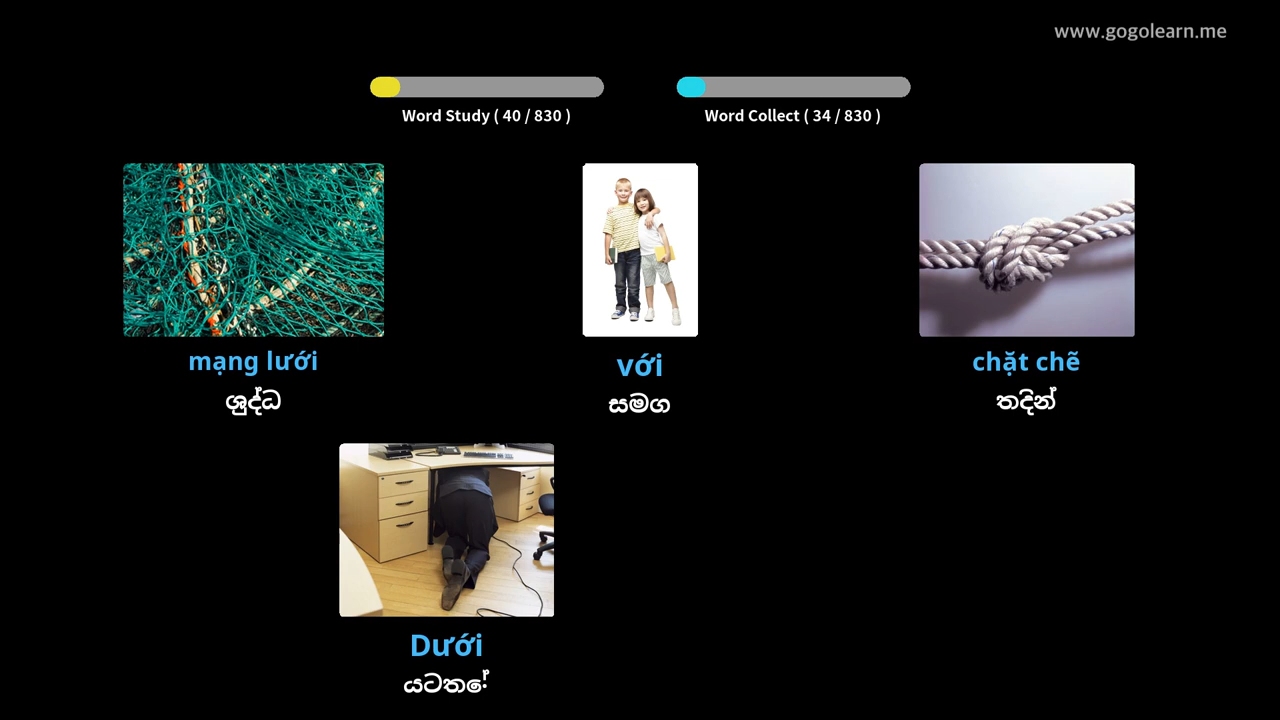 www.gogolearn.me
Word Study ( 40 / 830 )
Word Collect ( 34 / 830 )
mạng lưới
ශුද්ධ
với
සමග
chặt chẽ
තදින්
Dưới
යටතේ